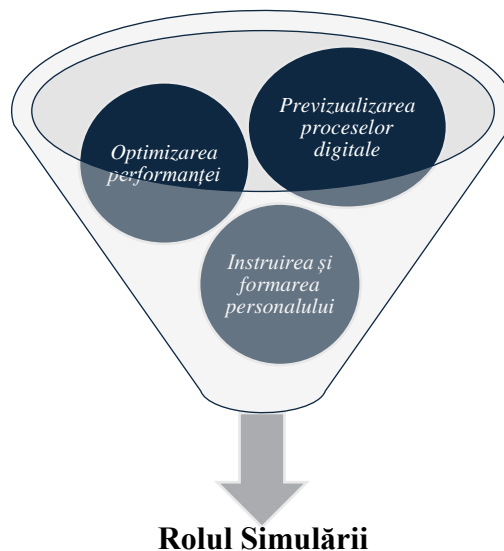 Previzualizarea
proceselor
digitale
Optimizarea
performanței
Instruirea și
formarea
personalului
Rolul Simulării